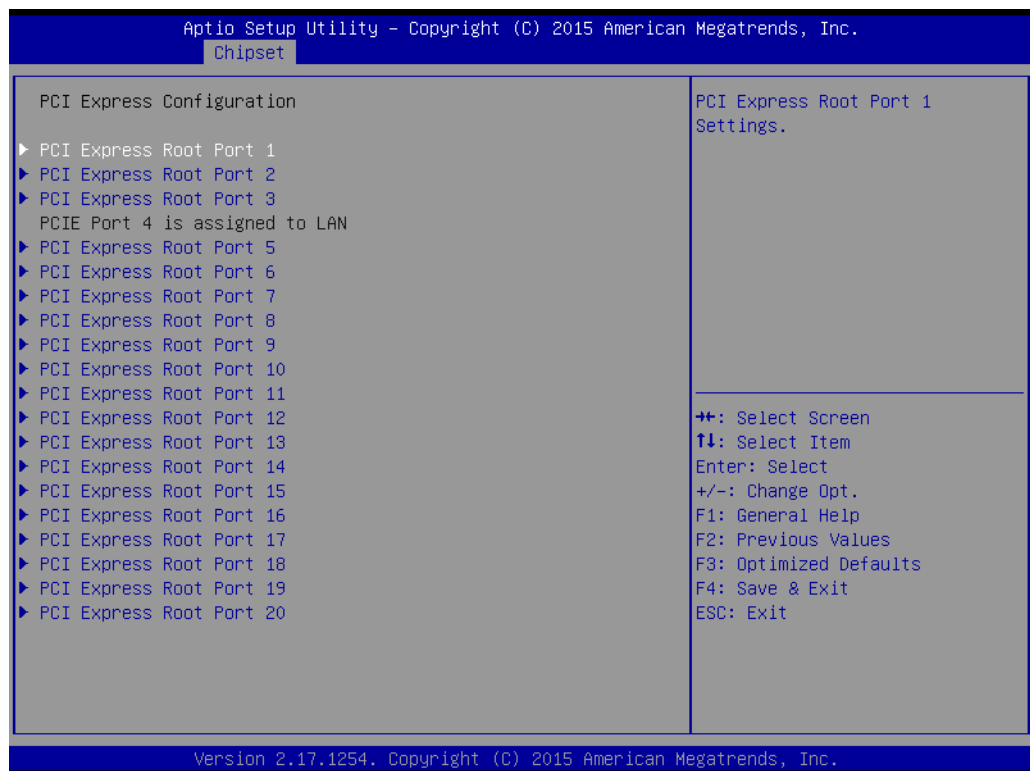 Aptio Setup Utility – Copyright (C) 2015 American Megatrends, Inc.
Chipset
PCI Express Configuration
PCI Express Root Port 1
PCI Express Root Port 2
PCI Express Root Port 3
PCIE Port 4 is assigned to LAN
PCI Express Root Port 5
PCI Express Root Port 6
PCI Express Root Port 7
PCI Express Root Port 8
PCI Express Root Port 9
PCI Express Root Port 10
PCI Express Root Port 11
PCI Express Root Port 12
PCI Express Root Port 13
PCI Express Root Port 14
PCI Express Root Port 15
PCI Express Root Port 16
PCI Express Root Port 17
PCI Express Root Port 18
PCI Express Root Port 19
PCI Express Root Port 20
PCI Express Root Port 1
Settings.
→←: Select Screen
↑↓: Select Item
Enter: Select
+/-: Change Opt.
F1: General Help
F2: Previous Values
F3: Optimized Defaults
F4: Save & Exit
ESC: Exit
Version 2.17.1254. Copyright (C) 2015 American Megatrends, Inc.